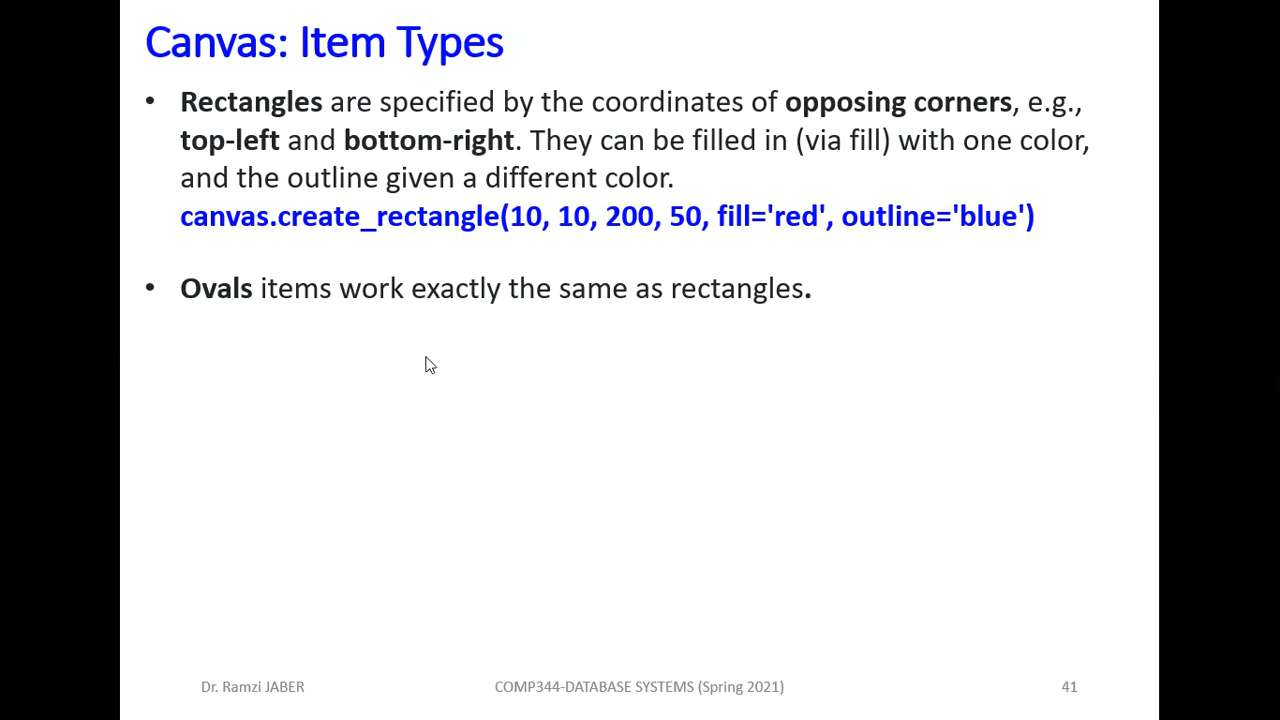 Canvas: Item Types
• Rectangles are specified by the coordinates of opposing corners, e.g.,
top-left and bottom-right. They can be filled in (via fill) with one color,
and the outline given a different color.
canvas.create_rectangle(10, 10, 200, 50, fill='red', outline='blue')
• Ovals items work exactly the same as rectangles.
Dr. Ramzi JABER
COMP344-DATABASE SYSTEMS (Spring 2021)
41